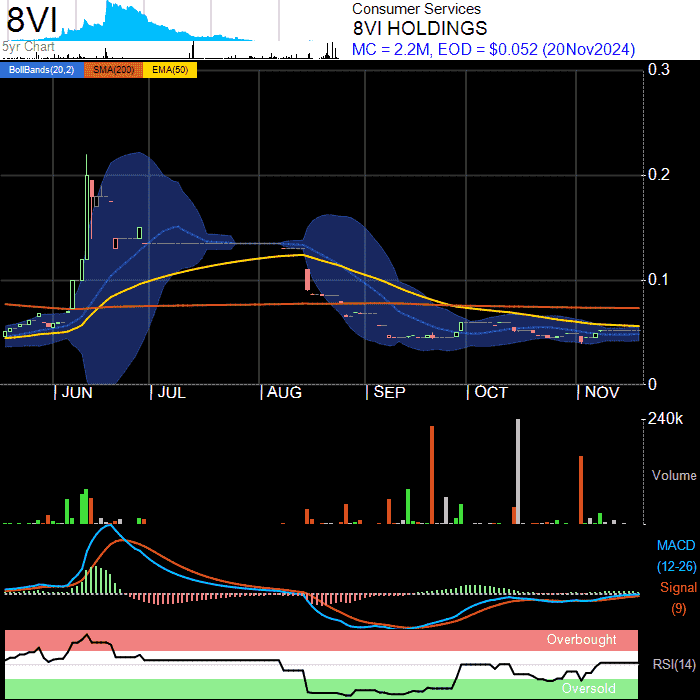 8VI
Consumer Services
8VI HOLDINGS
5yr Chart
MC = 2.2M, EOD = $0.052 (20Nov2024)
BollBands(20,2) SMA(200) EMA(50)
0.3
0.2
0.1
0
JUN JUL AUG SEP OCT NOV
240k
Volume
MACD
(12-26)
Signal
(9)
Overbought
RSI(14)
Oversold